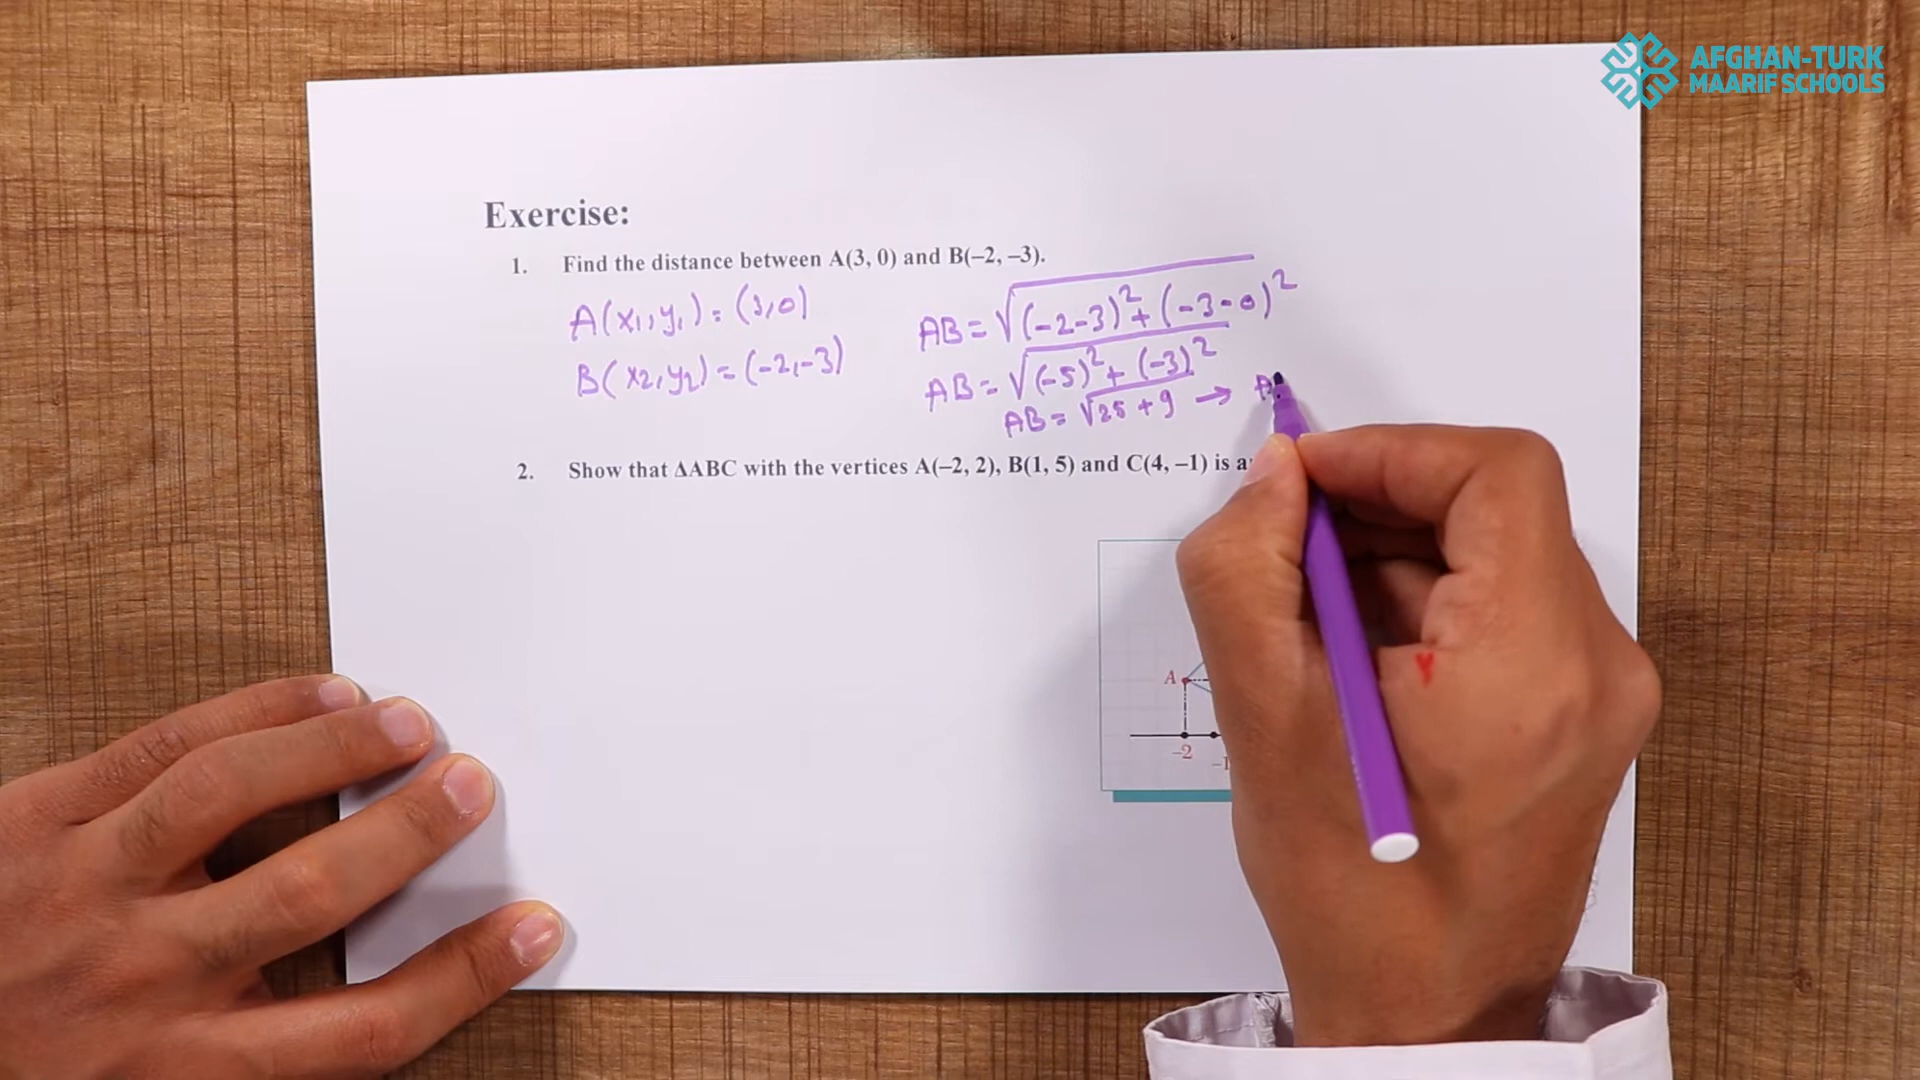 AFGHAN-TURK
MAARIF SCHOOLS
Exercise:
1. Find the distance between A(3, 0) and B(–2, –3).
A(x₁,y₁) = (3,0)
B(x₂,y₂) = (-2,-3)
AB = √(-2-3)² + (-3-0)²
AB = √(-5)² + (-3)²
AB = √25 + 9 →
2. Show that ΔABC with the vertices A(–2, 2), B(1, 5) and C(4, –1) is
A
–2